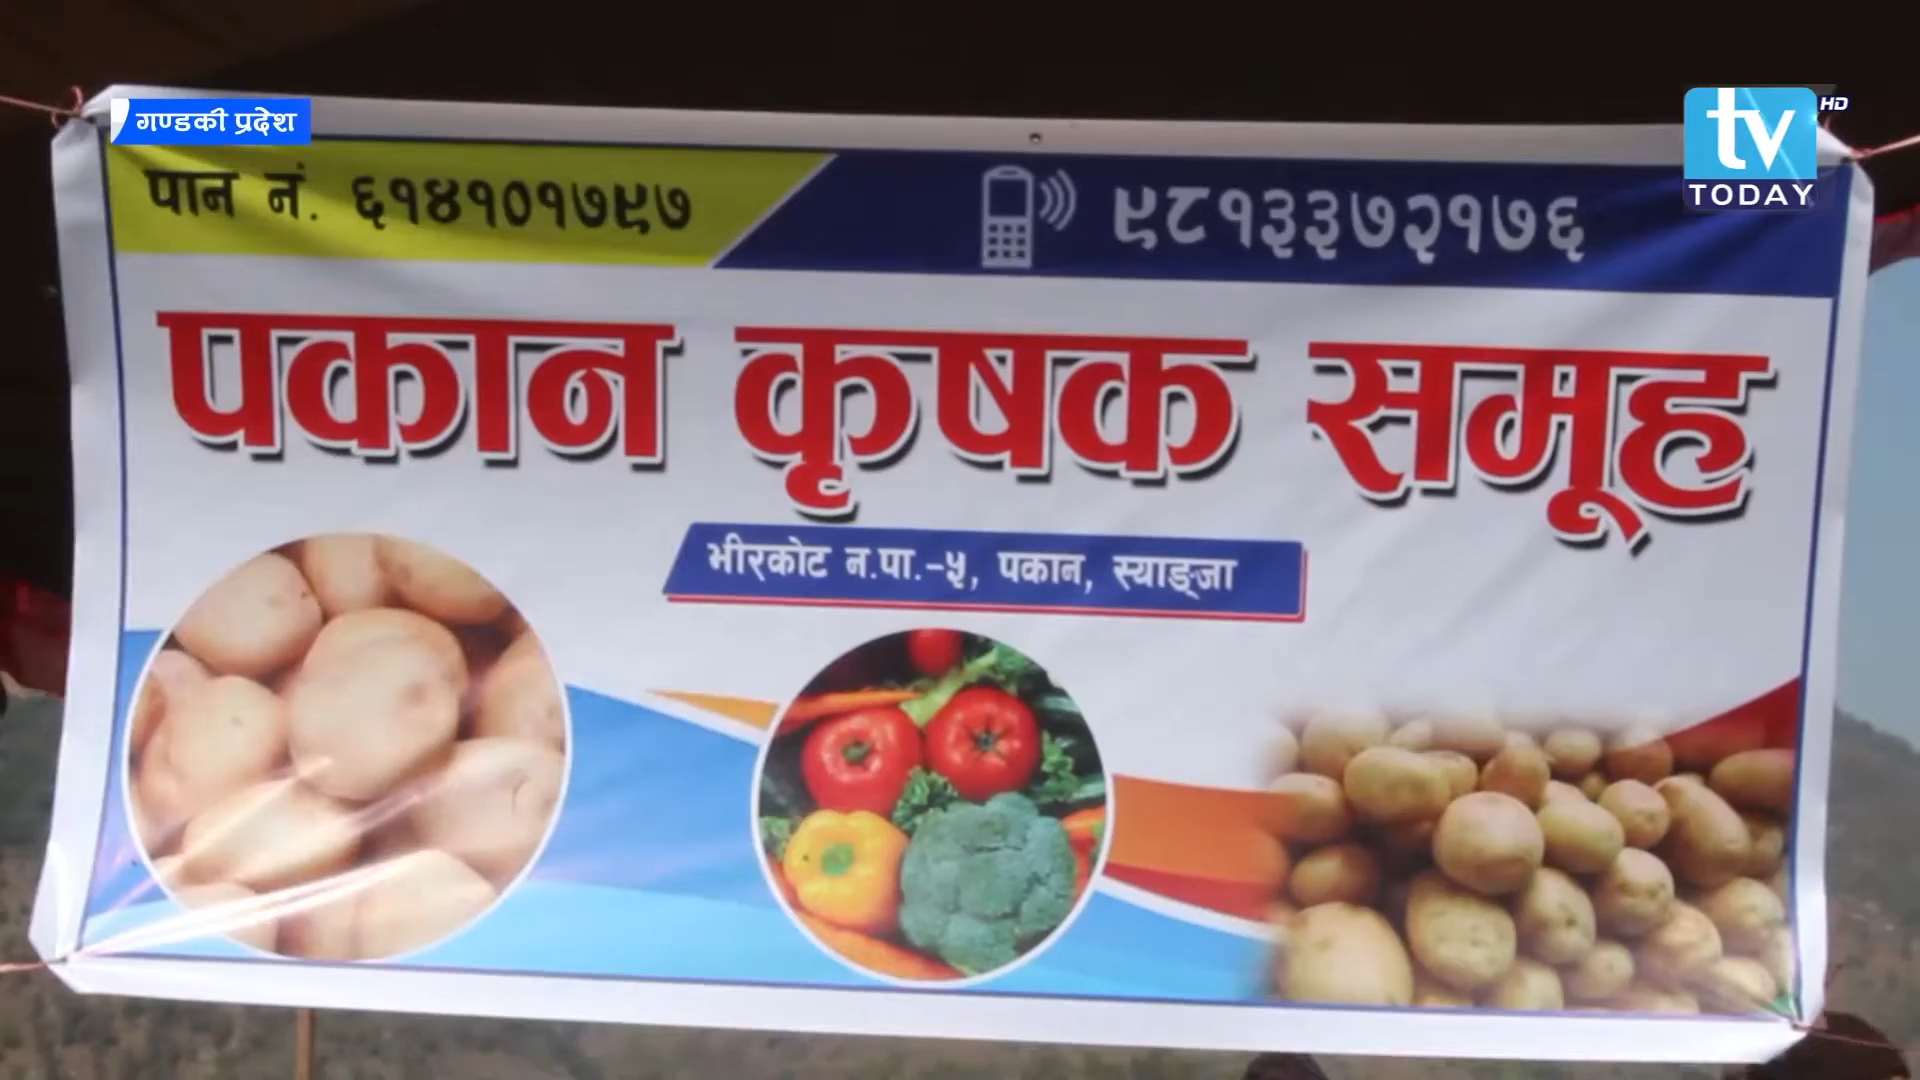 गण्डकी प्रदेश
tv HD
TODAY
पान नं. ६१४१०१७९७
९८१३३७२१७६
पकान कृषक समूह
भीरकोट न.पा.-५, पकान, स्याङ्जा